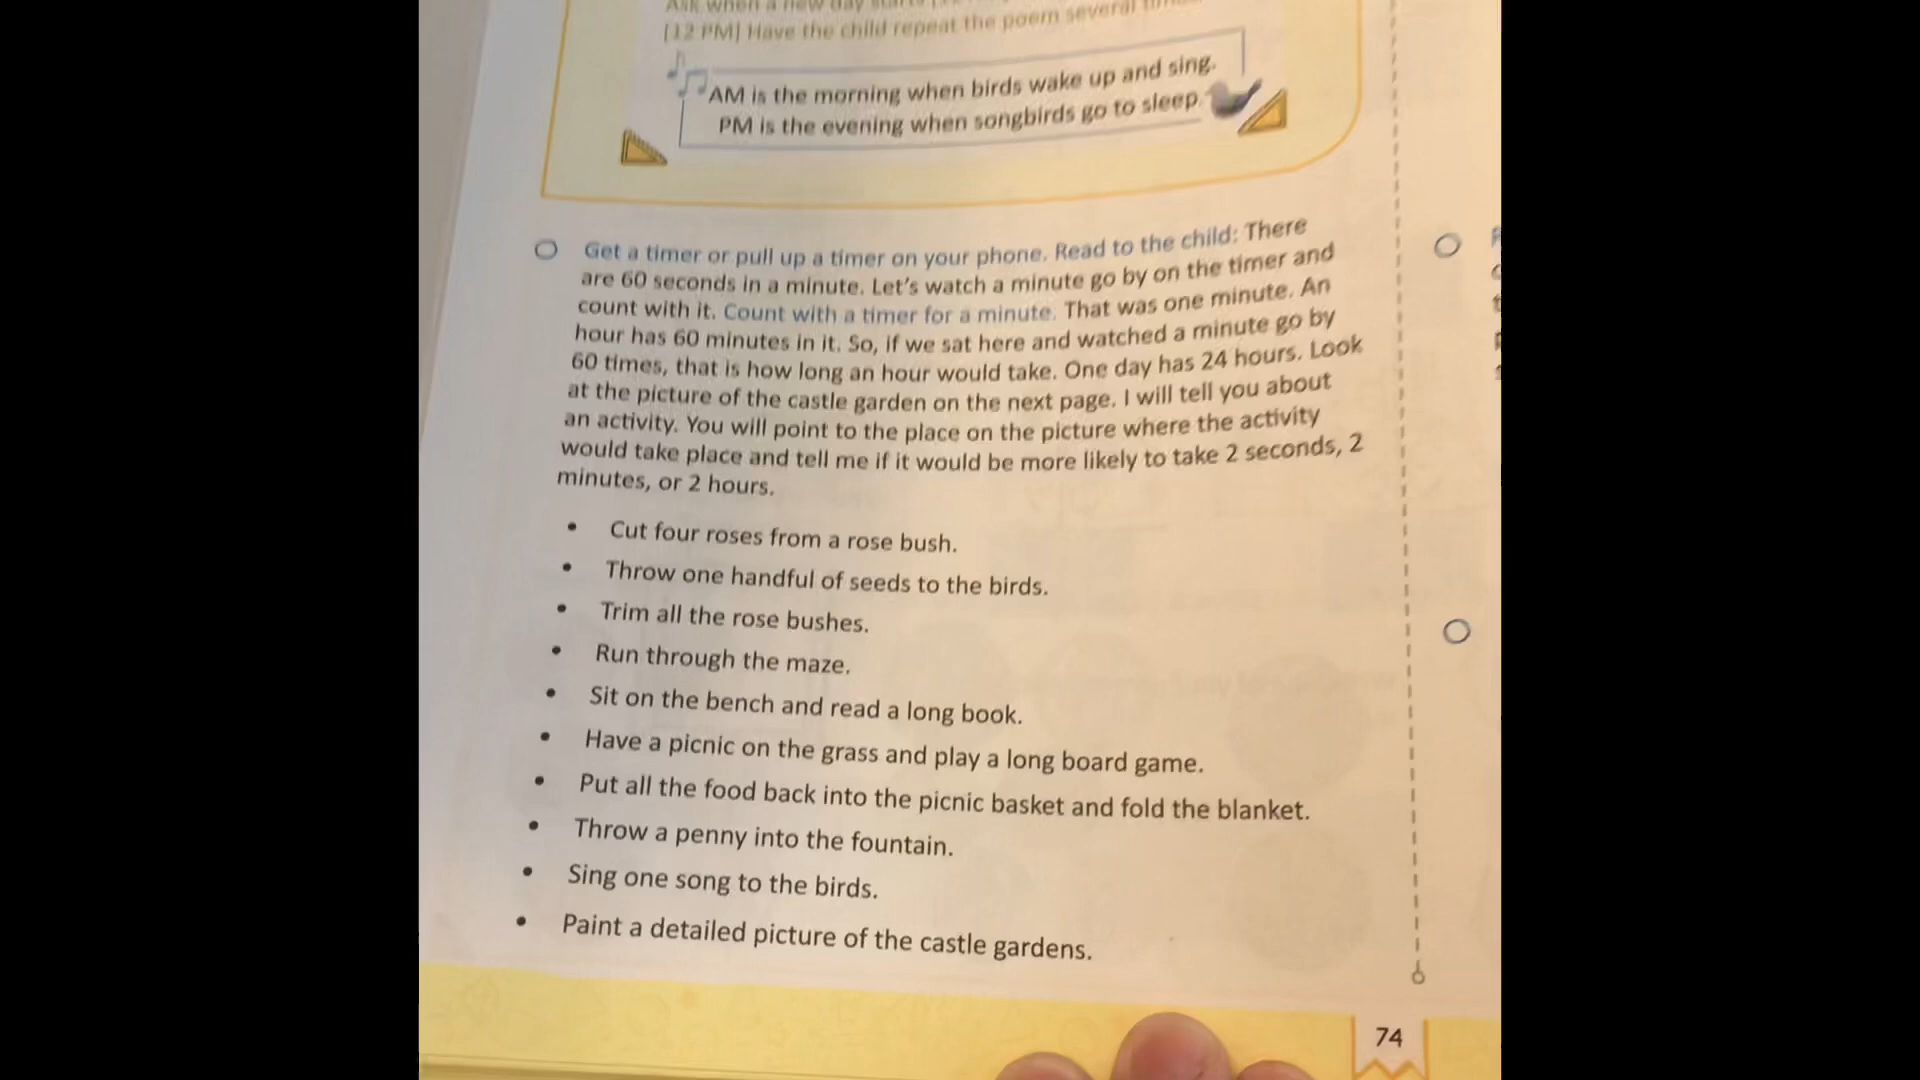 Ask when a new day starts
[12 PM] Have the child repeat the poem several
AM is the morning when birds wake up and sing.
PM is the evening when songbirds go to sleep.
Get a timer or pull up a timer on your phone. Read to the child: There
are 60 seconds in a minute. Let's watch a minute go by on the timer and
count with it. Count with a timer for a minute. That was one minute. An
hour has 60 minutes in it. So, if we sat here and watched a minute go by
60 times, that is how long an hour would take. One day has 24 hours. Look
at the picture of the castle garden on the next page. I will tell you about
an activity. You will point to the place on the picture where the activity
would take place and tell me if it would be more likely to take 2 seconds, 2
minutes, or 2 hours.
• Cut four roses from a rose bush.
• Throw one handful of seeds to the birds.
• Trim all the rose bushes.
• Run through the maze.
• Sit on the bench and read a long book.
• Have a picnic on the grass and play a long board game.
• Put all the food back into the picnic basket and fold the blanket.
• Throw a penny into the fountain.
• Sing one song to the birds.
• Paint a detailed picture of the castle gardens.
74